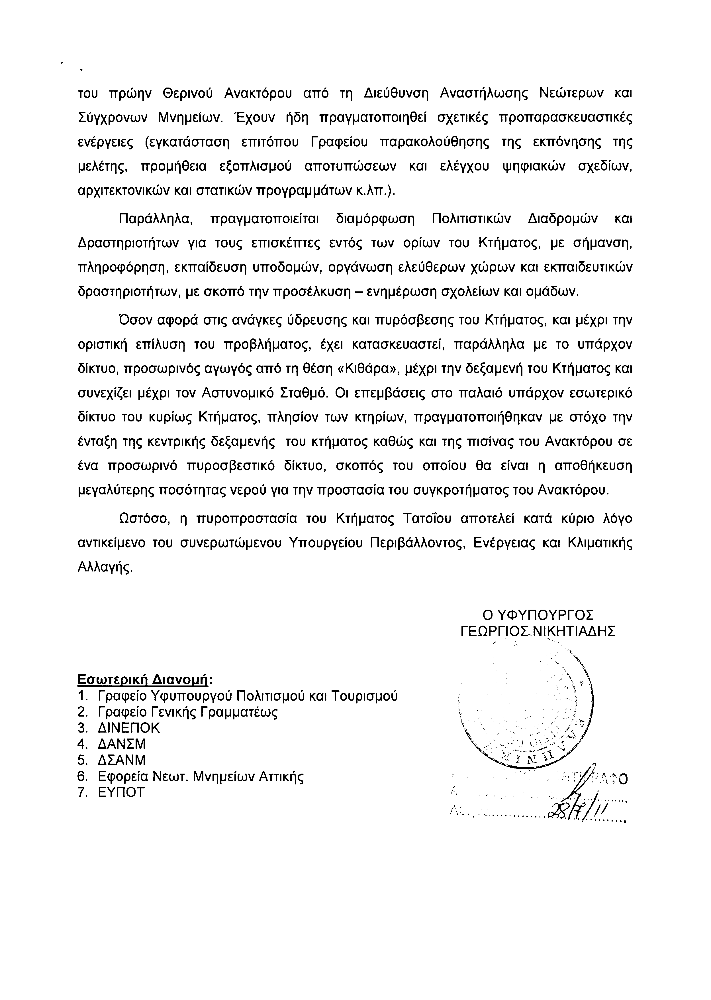 του πρώην Θερινού Ανακτόρου από τη Διεύθυνση Αναστήλωσης Νεώτερων και
Σύγχρονων Μνημείων. Έχουν ήδη πραγματοποιηθεί σχετικές προπαρασκευαστικές
ενέργειες (εγκατάσταση επιτόπου Γραφείου παρακολούθησης της εκπόνησης της
μελέτης, προμήθεια εξοπλισμού αποτυπώσεων και ελέγχου ψηφιακών σχεδίων,
αρχιτεκτονικών και στατικών προγραμμάτων κ.λπ.).
Παράλληλα, πραγματοποιείται διαμόρφωση Πολιτιστικών Διαδρομών και
Δραστηριοτήτων για τους επισκέπτες εντός των ορίων του Κτήματος, με σήμανση,
πληροφόρηση, εκπαίδευση υποδομών, οργάνωση ελεύθερων χώρων και εκπαιδευτικών
δραστηριοτήτων, με σκοπό την προσέλκυση – ενημέρωση σχολείων και ομάδων.
Όσον αφορά στις ανάγκες ύδρευσης και πυρόσβεσης του Κτήματος, και μέχρι την
οριστική επίλυση του προβλήματος, έχει κατασκευαστεί, παράλληλα με το υπάρχον
δίκτυο, προσωρινός αγωγός από τη θέση «Κιθάρα», μέχρι την δεξαμενή του Κτήματος και
συνεχίζει μέχρι τον Αστυνομικό Σταθμό. Οι επεμβάσεις στο παλαιό υπάρχον εσωτερικό
δίκτυο του κυρίως Κτήματος, πλησίον των κτηρίων, πραγματοποιήθηκαν με στόχο την
ένταξη της κεντρικής δεξαμενής του κτήματος καθώς και της πισίνας του Ανακτόρου σε
ένα προσωρινό πυροσβεστικό δίκτυο, σκοπός του οποίου θα είναι η αποθήκευση
μεγαλύτερης ποσότητας νερού για την προστασία του συγκροτήματος του Ανακτόρου.
Ωστόσο, η πυροπροστασία του Κτήματος Τατοΐου αποτελεί κατά κύριο λόγο
αντικείμενο του συνερωτώμενου Υπουργείου Περιβάλλοντος, Ενέργειας και Κλιματικής
Αλλαγής.
Ο ΥΦΥΠΟΥΡΓΟΣ
ΓΕΩΡΓΙΟΣ ΝΙΚΗΤΙΑΔΗΣ
Εσωτερική Διανομή:
1. Γραφείο Υφυπουργού Πολιτισμού και Τουρισμού
2. Γραφείο Γενικής Γραμματέως
3. ΔΙΝΕΠΟΚ
4. ΔΑΝΣΜ
5. ΔΣΑΝΜ
6. Εφορεία Νεωτ. Μνημείων Αττικής
7. ΕΥΠΟΤ
28/7/11